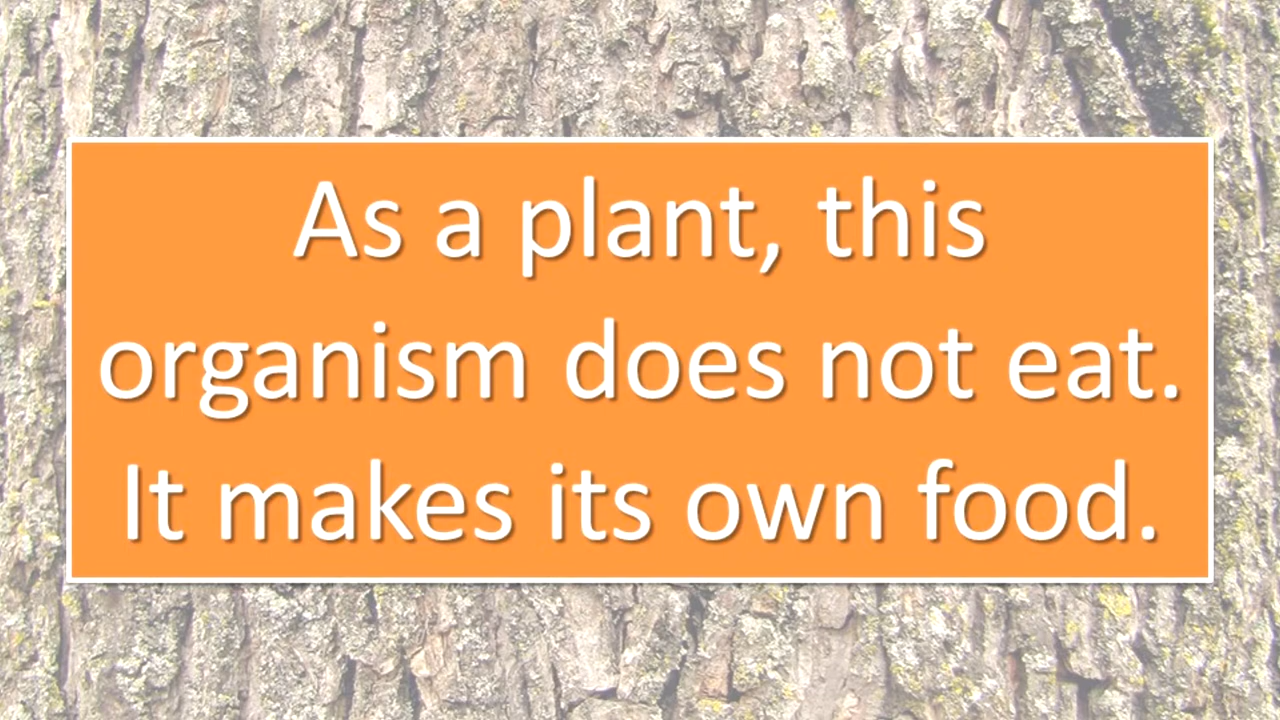 As a plant, this
organism does not eat.
It makes its own food.